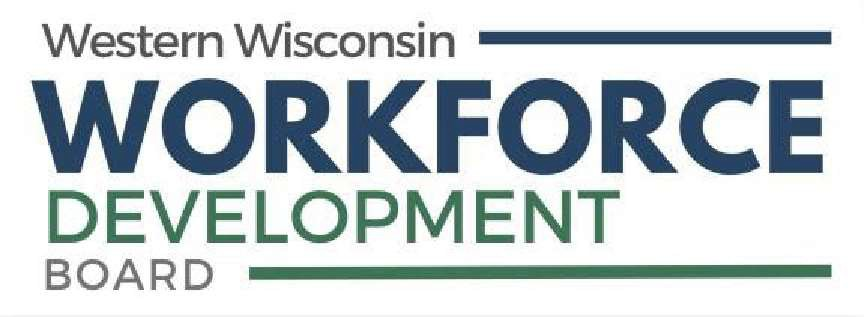 Western Wisconsin
WORKFORCE
DEVELOPMENT
BOARD